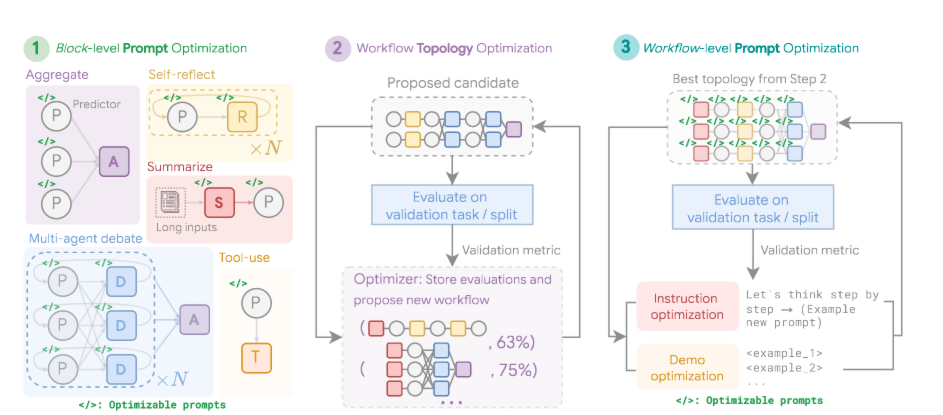 1 Block-level Prompt Optimization
Aggregate
</>
P
Predictor
</>
P
A
</>
P
Self-reflect
</>
</>
P
R
×N
Summarize
</>
</>
S
P
Long inputs
Multi-agent debate
</>
</>
P
D
</>
</>
P
D
A
</>
</>
P
D
×N
Tool-use
</>
P
T
</>: Optimizable prompts
2 Workflow Topology Optimization
Proposed candidate
Evaluate on
validation task / split
Validation metric
Optimizer: Store evaluations and
propose new workflow
( , 63%)
( , 75%)
...
3 Workflow-level Prompt Optimization
Best topology from Step 2
</> </> </> </> </>
</> </> </> </> </>
</> </> </> </> </>
Evaluate on
validation task / split
Validation metric
Instruction
optimization
Let's think step by
step → (Example
new prompt)
Demo
optimization
<example_1>
<example_2>
...
</>: Optimizable prompts